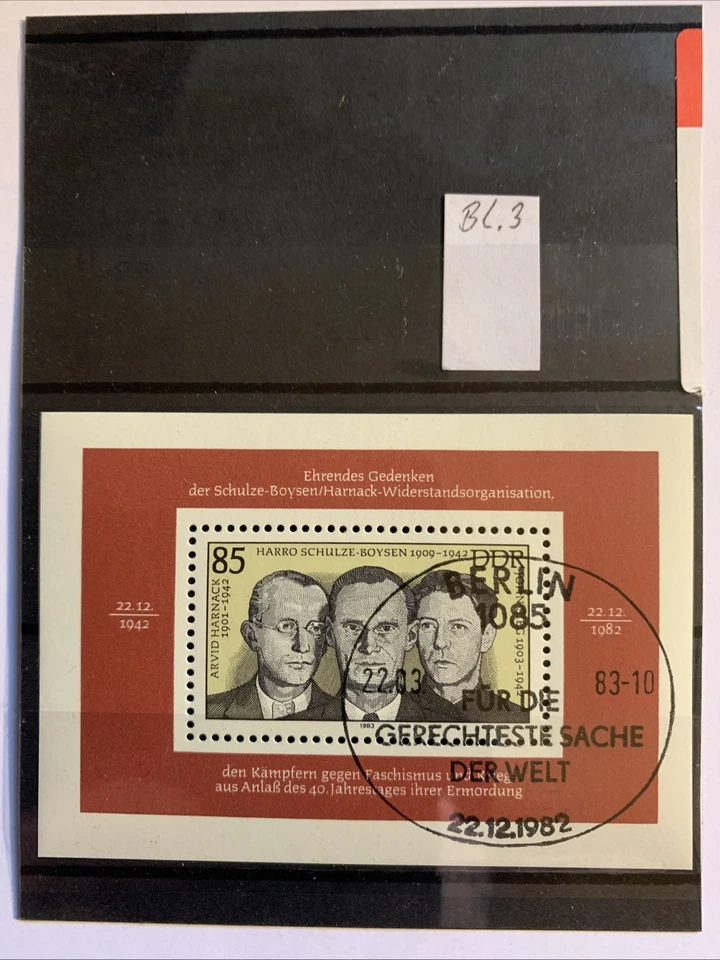 BL.3
Ehrendes Gedenken
der Schulze-Boysen/Harnack-Widerstandsorganisation,
85
HARRO SCHULZE-BOYSEN 1909-1942
DDR
ARVID HARNACK
1901-1942
1903-194
22.12.
1942
22.12.
1982
1983
den Kämpfern gegen Faschismus und Krieg
aus Anlaß des 40. Jahrestages ihrer Ermordung
BERLIN
1085
22.03.
83-10
FÜR DIE
GERECHTESTE SACHE
DER WELT
22.12.1982